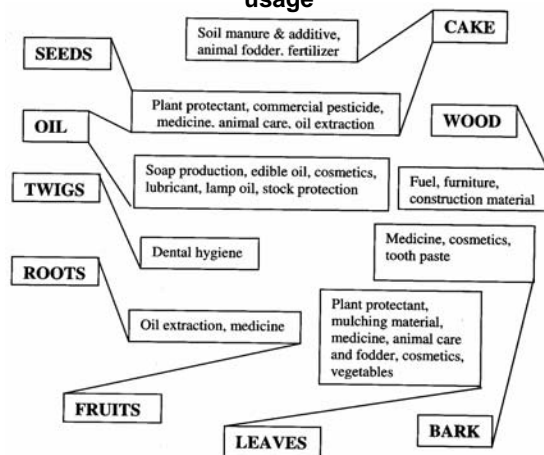 usage
Soil manure & additive,
animal fodder. fertilizer
CAKE
SEEDS
Plant protectant, commercial pesticide,
medicine. animal care. oil extraction
OIL
WOOD
Soap production, edible oil, cosmetics,
lubricant, lamp oil, stock protection
Fuel, furniture,
construction material
TWIGS
Dental hygiene
Medicine, cosmetics,
tooth paste
ROOTS
Oil extraction, medicine
Plant protectant,
mulching material,
medicine, animal care
and fodder, cosmetics,
vegetables
FRUITS
LEAVES
BARK